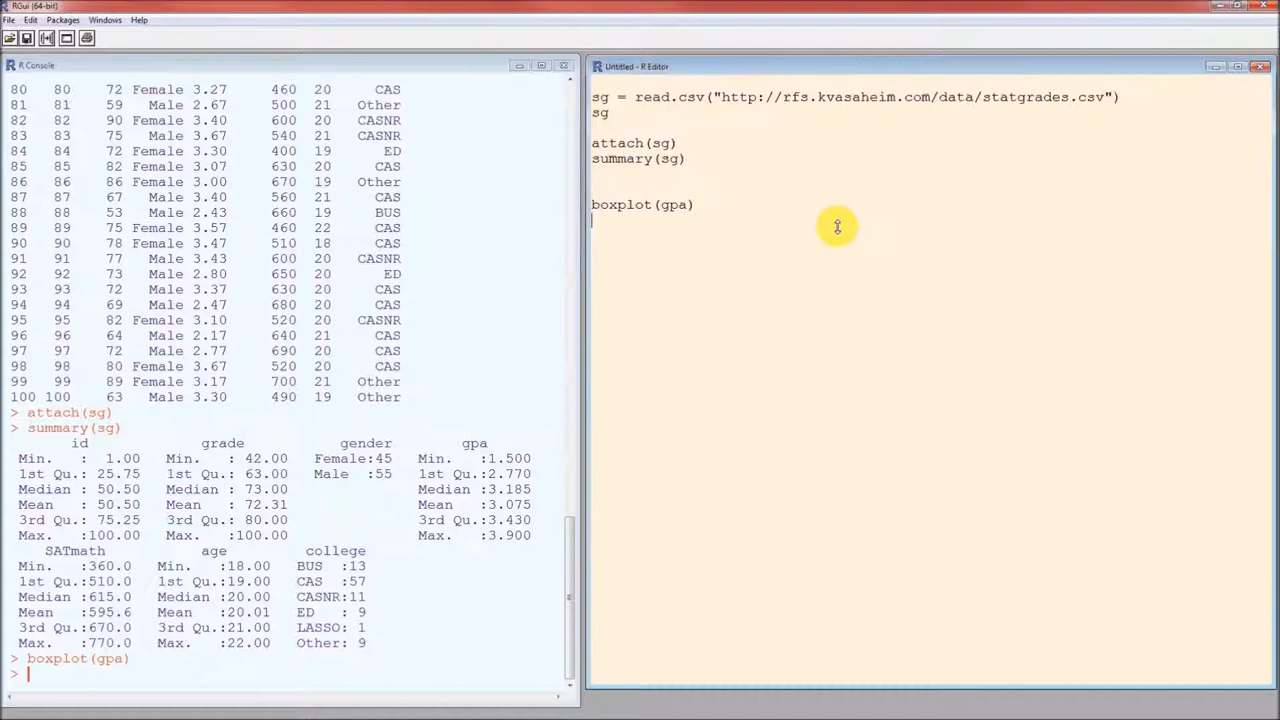 RGui (64-bit)
File Edit Packages Windows Help
R Console
80 80 72 Female 3.27 460 20 CAS
81 81 59 Male 2.67 500 21 Other
82 82 90 Female 3.40 600 20 CASNR
83 83 75 Male 3.67 540 21 CASNR
84 84 72 Female 3.30 400 19 ED
85 85 82 Female 3.07 630 20 CAS
86 86 86 Female 3.00 670 19 Other
87 87 67 Male 3.40 560 21 CAS
88 88 53 Male 2.43 660 19 BUS
89 89 75 Female 3.57 460 22 CAS
90 90 78 Male 3.47 510 18 CAS
91 91 77 Male 3.43 600 20 CASNR
92 92 73 Male 2.80 650 20 ED
93 93 72 Male 3.37 630 20 CAS
94 94 69 Male 2.47 680 20 CAS
95 95 82 Female 3.10 520 20 CASNR
96 96 64 Male 2.17 640 21 CAS
97 97 72 Male 2.77 690 20 CAS
98 98 80 Female 3.67 520 20 CAS
99 99 89 Female 3.17 700 21 Other
100 100 63 Male 3.30 490 19 Other
> attach(sg)
> summary(sg)
id grade gender gpa
Min. : 1.00 Min. : 42.00 Female:45 Min. :1.500
1st Qu.: 25.75 1st Qu.: 63.00 Male :55 1st Qu.:2.770
Median : 50.50 Median : 73.00 Median :3.185
Mean : 50.50 Mean : 72.31 Mean :3.075
3rd Qu.: 75.25 3rd Qu.: 80.00 3rd Qu.:3.430
Max. :100.00 Max. :100.00 Max. :3.900
SATmath age college
Min. :360.0 Min. :18.00 BUS :13
1st Qu.:510.0 1st Qu.:19.00 CAS :57
Median :615.0 Median :20.00 CASNR:11
Mean :595.6 Mean :20.01 ED : 9
3rd Qu.:670.0 3rd Qu.:21.00 LASSO: 1
Max. :770.0 Max. :22.00 Other: 9
> boxplot(gpa)
>
Untitled - R Editor
sg = read.csv("http://rfs.kvasaheim.com/data/statgrades.csv")
sg
attach(sg)
summary(sg)
boxplot(gpa)